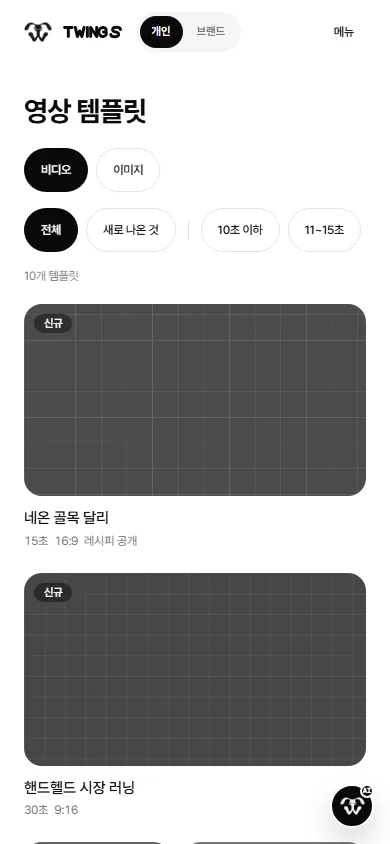 TWINGS 개인 브랜드 메뉴
영상 템플릿
비디오 이미지
전체 새로 나온 것 10초 이하 11~15초
10개 템플릿
신규
네온 골목 달리
15초 16:9 레시피 공개
신규
핸드헬드 시장 러닝
30초 9:16
AI